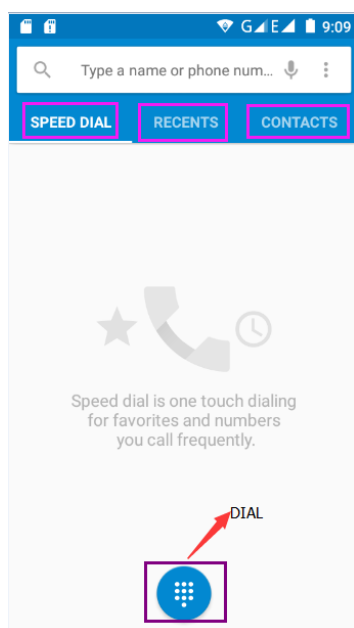 G E 9:09
Type a name or phone num...
SPEED DIAL RECENTS CONTACTS
Speed dial is one touch dialing
for favorites and numbers
you call frequently.
DIAL